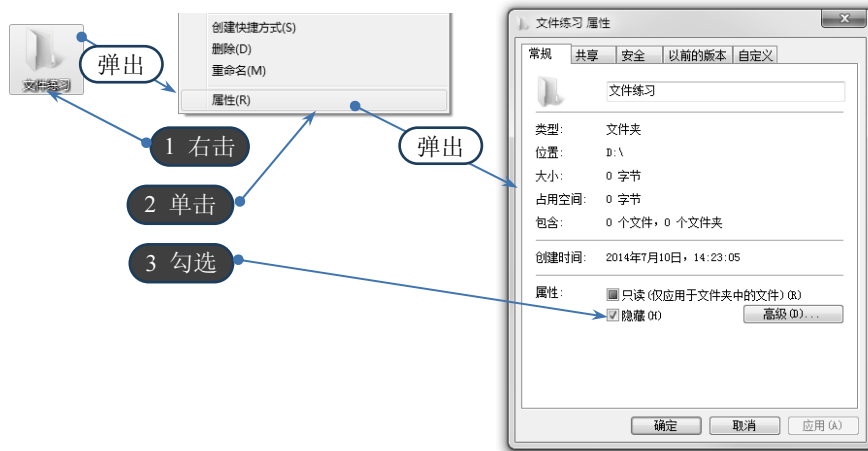 文件练习
弹出
创建快捷方式(S)
删除(D)
重命名(M)
属性(R)
1 右击
2 单击
3 勾选
弹出
文件练习 属性
常规 共享 安全 以前的版本 自定义
文件练习
类型: 文件夹
位置: D:\
大小: 0 字节
占用空间: 0 字节
包含: 0 个文件，0 个文件夹
创建时间: 2014年7月10日，14:23:05
属性: 只读(仅应用于文件夹中的文件)(R)
隐藏(H) 高级(D)...
确定 取消 应用(A)